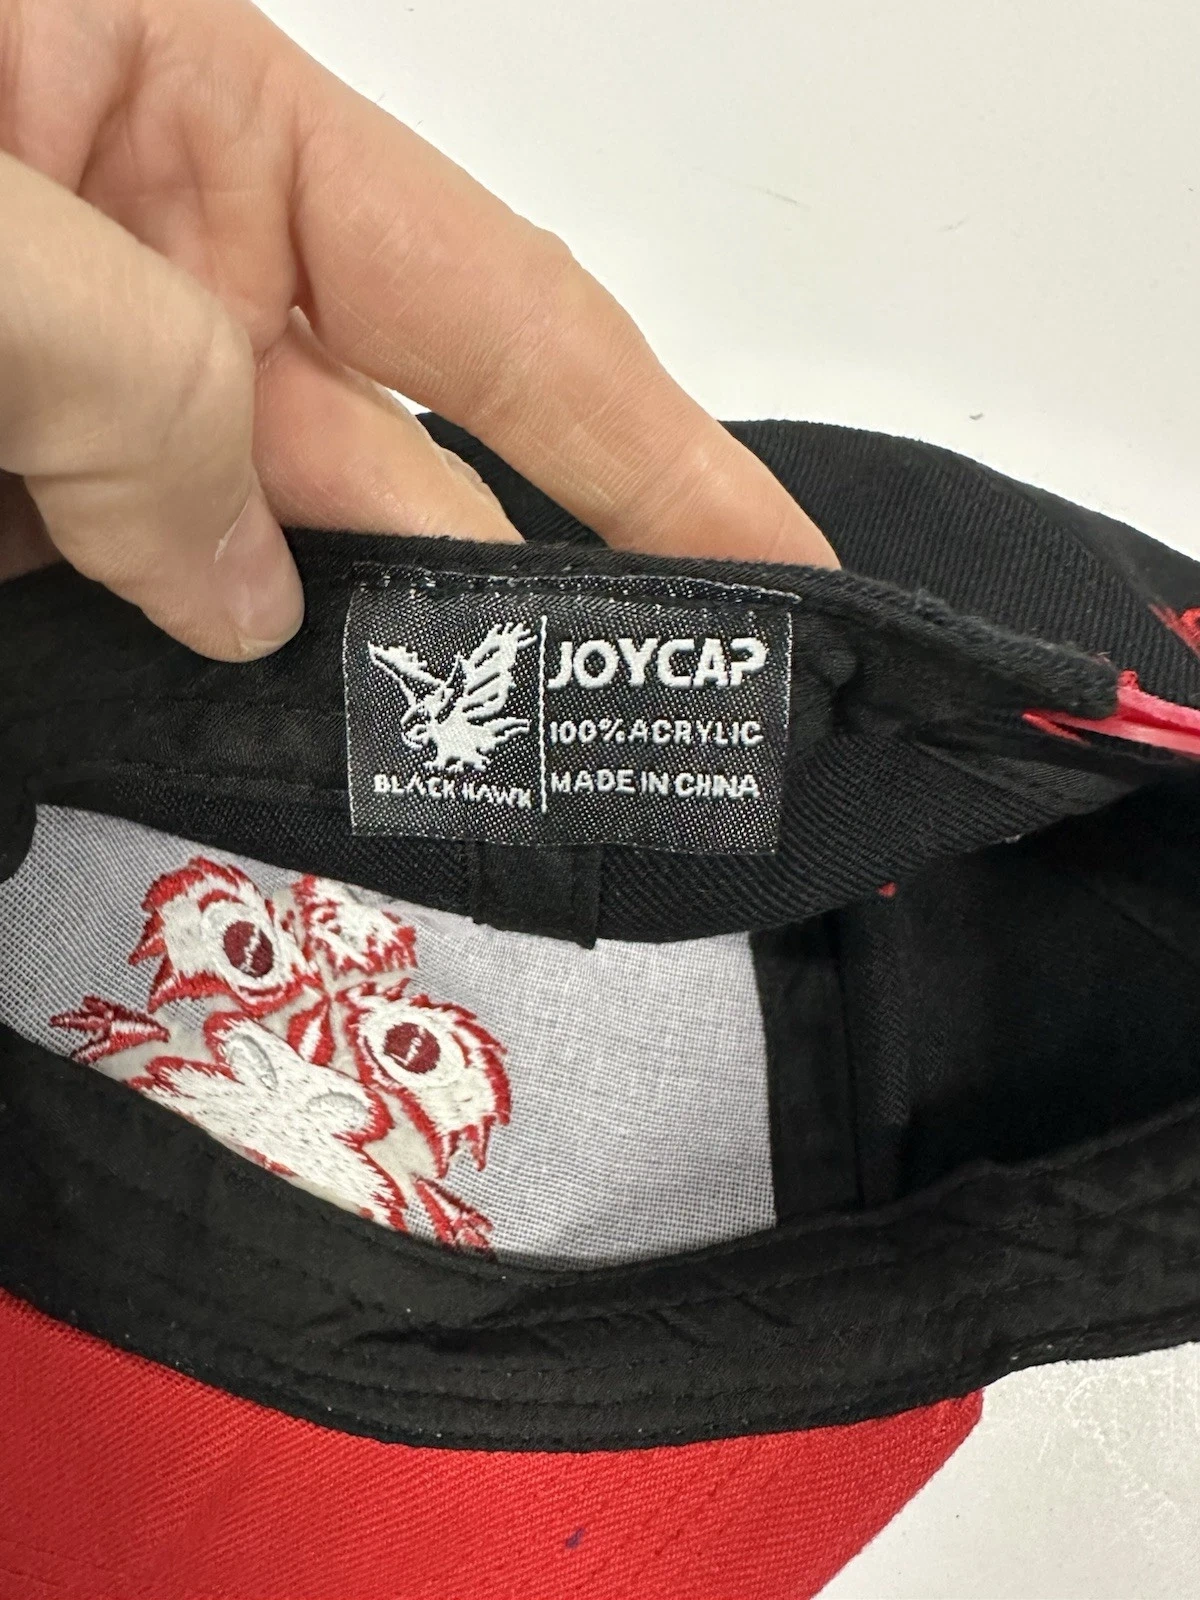 JOYCAP
100% ACRYLIC
MADE IN CHINA
BLACK HAWK